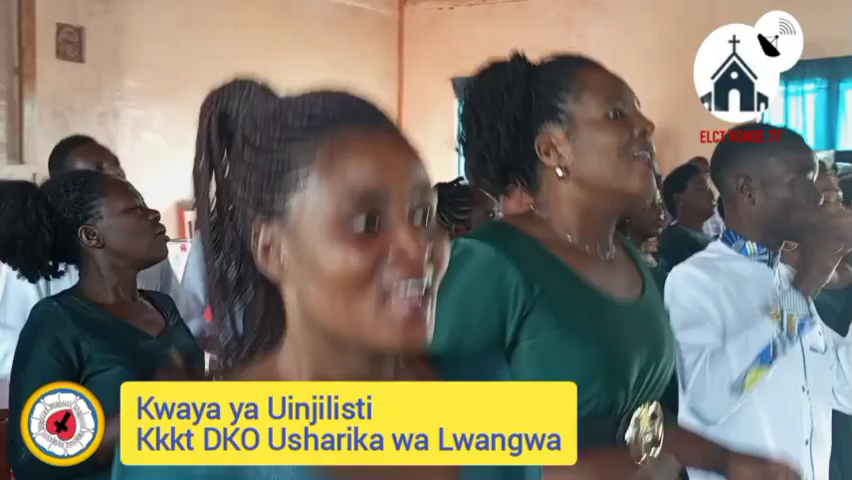 ELCT KONDE TV
Kwaya ya Uinjilisti
Kkkt DKO Usharika wa Lwangwa